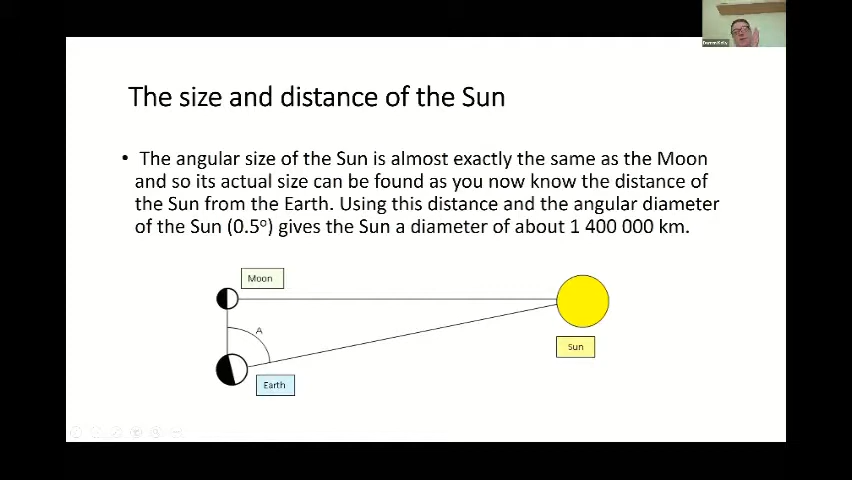 The size and distance of the Sun
• The angular size of the Sun is almost exactly the same as the Moon
and so its actual size can be found as you now know the distance of
the Sun from the Earth. Using this distance and the angular diameter
of the Sun (0.5º) gives the Sun a diameter of about 1 400 000 km.
Moon
A
Sun
Earth